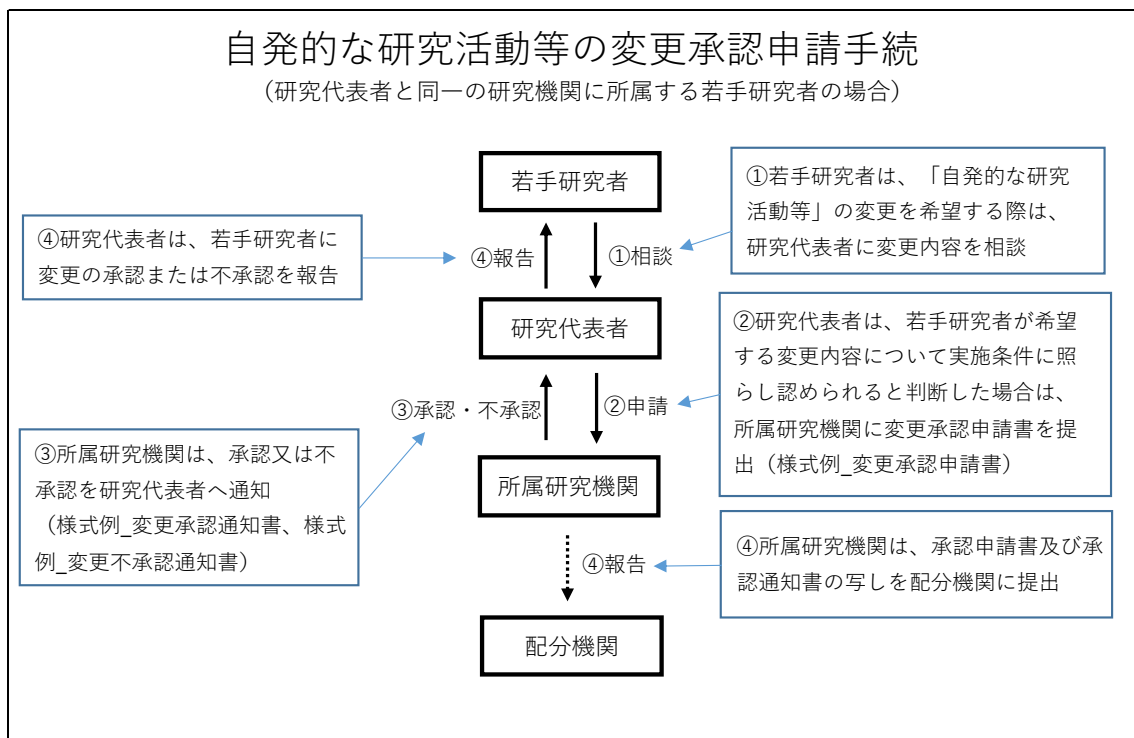 自発的な研究活動等の変更承認申請手続
（研究代表者と同一の研究機関に所属する若手研究者の場合）
若手研究者
①若手研究者は、「自発的な研究
活動等」の変更を希望する際は、
研究代表者に変更内容を相談
④研究代表者は、若手研究者に
変更の承認または不承認を報告
④報告
①相談
研究代表者
②研究代表者は、若手研究者が希望
する変更内容について実施条件に照
らし認められると判断した場合は、
所属研究機関に変更承認申請書を提
出（様式例_変更承認申請書）
③承認・不承認
②申請
③所属研究機関は、承認又は不
承認を研究代表者へ通知
（様式例_変更承認通知書、様式
例_変更不承認通知書）
所属研究機関
④報告
④所属研究機関は、承認申請書及び承
認通知書の写しを配分機関に提出
配分機関